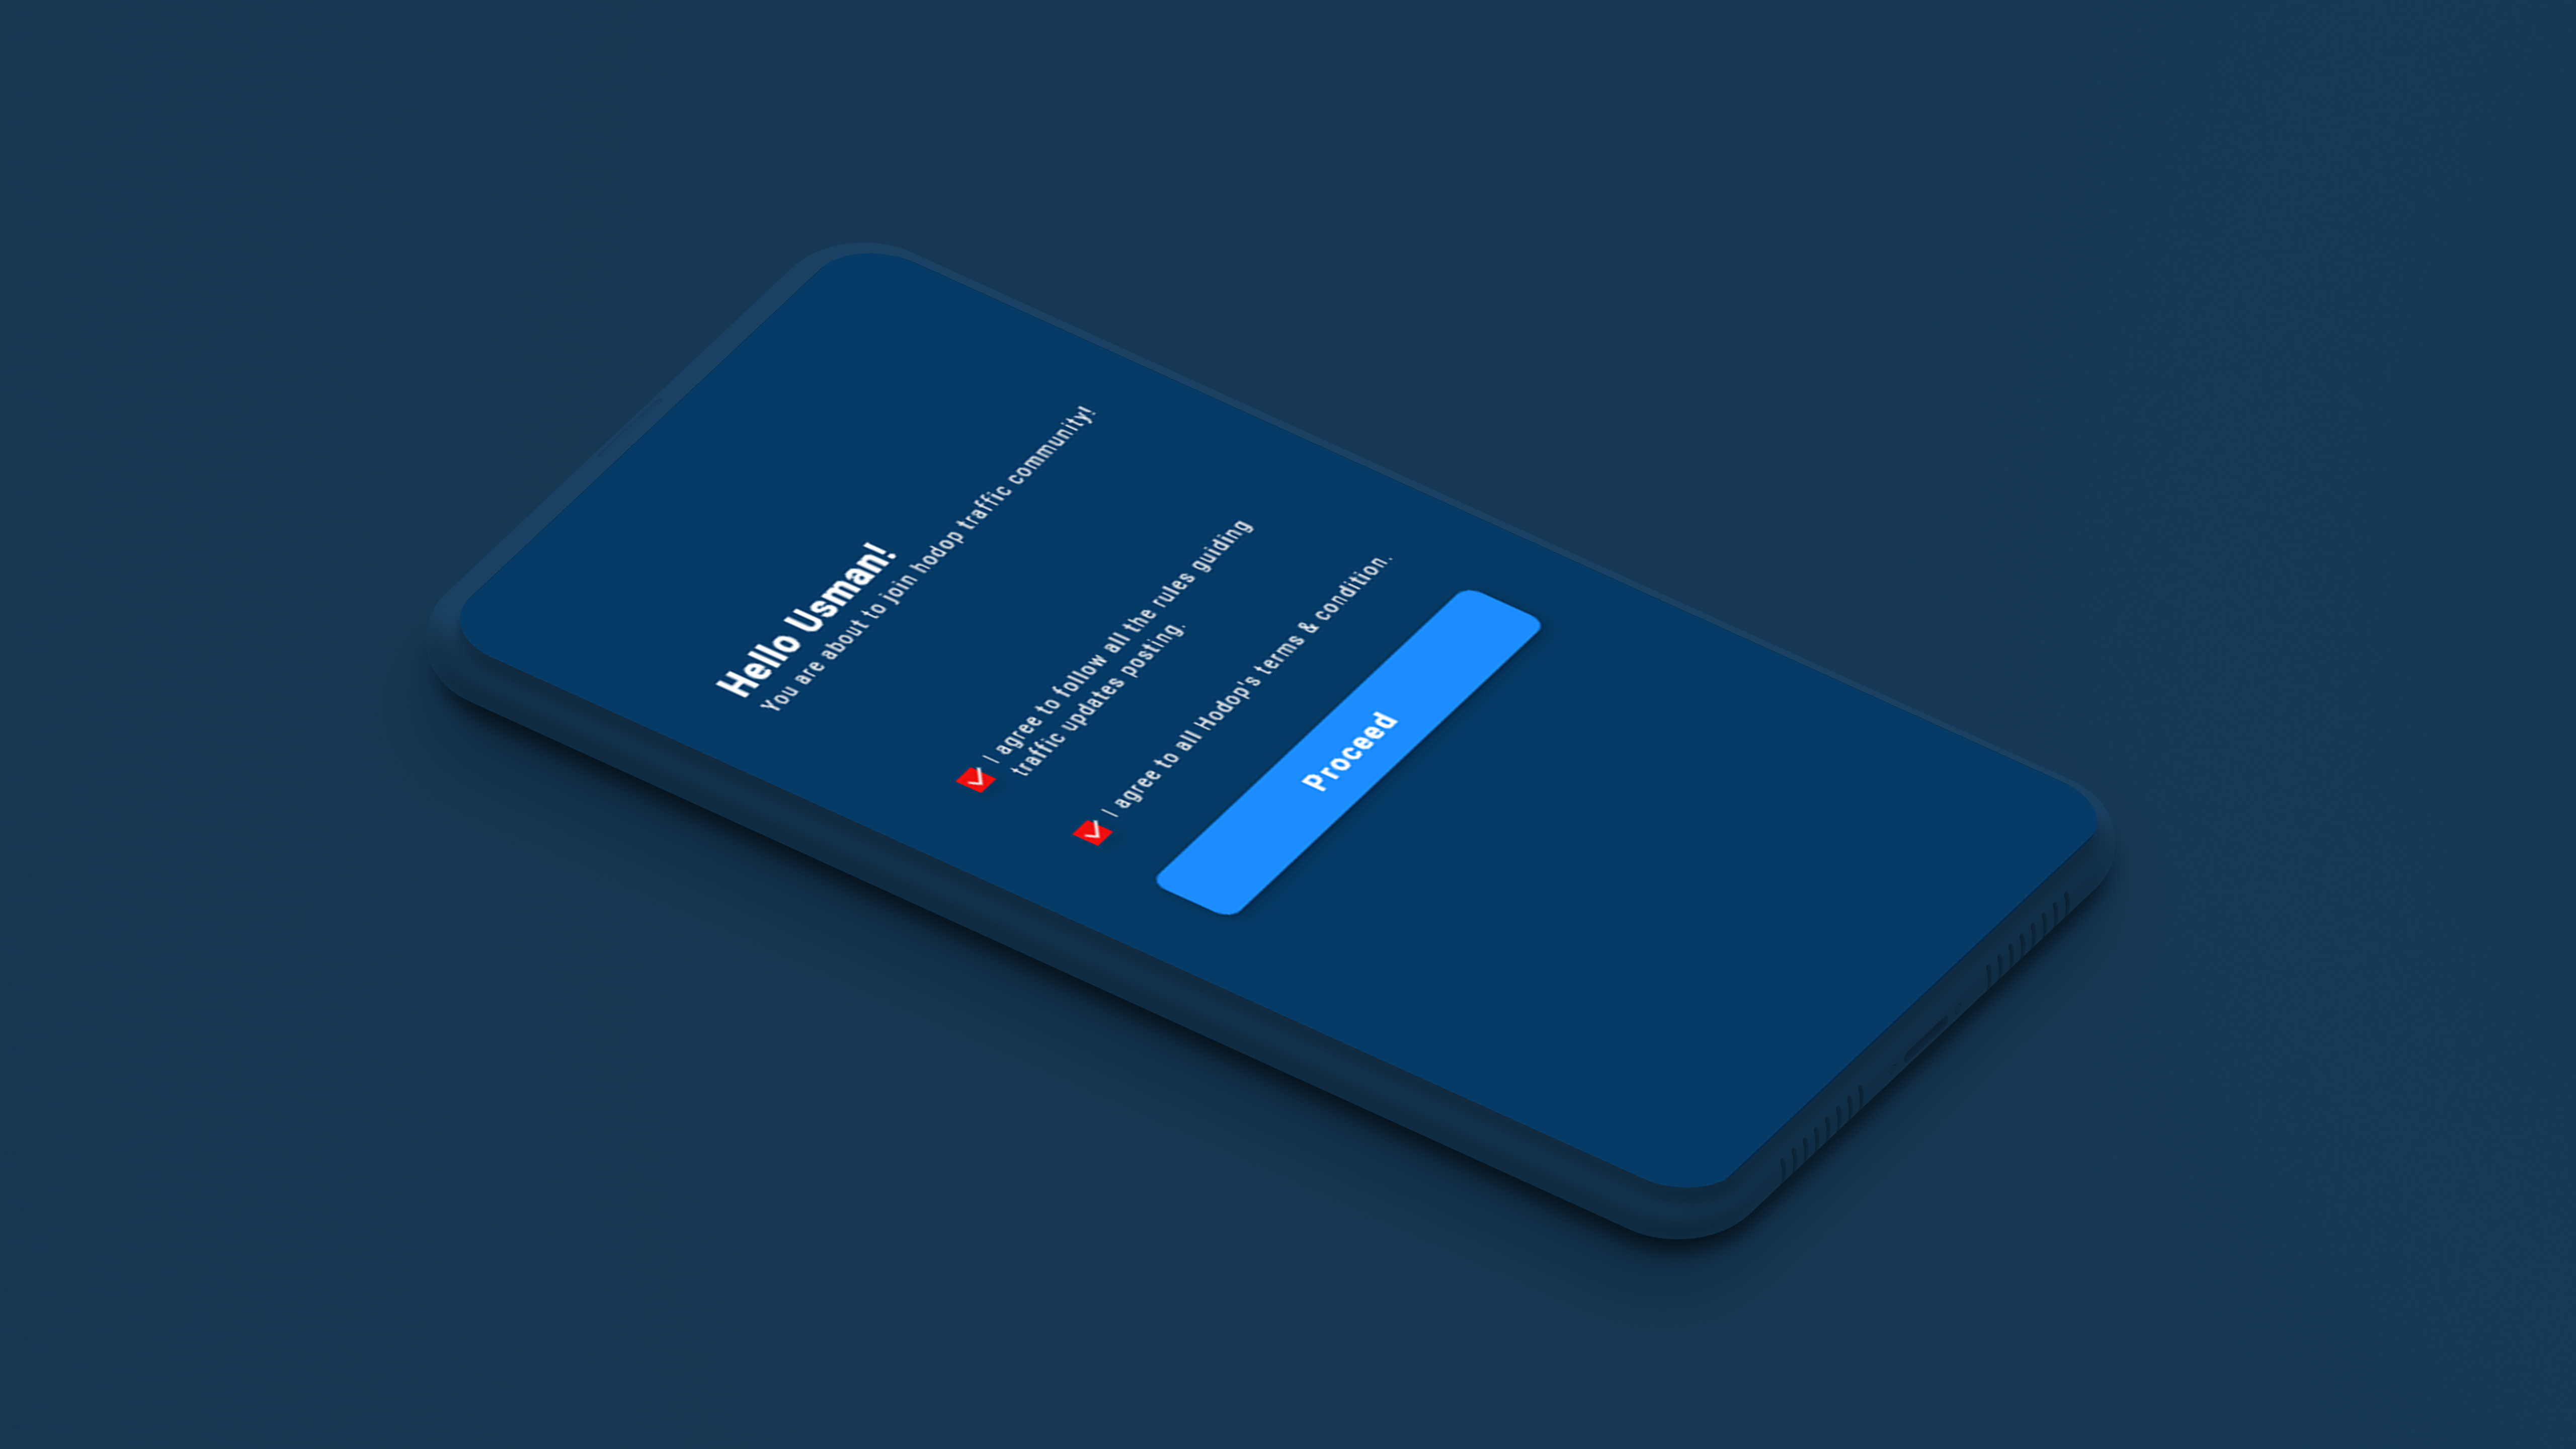 Hello Usman!
You are about to join hodop traffic community!
I agree to follow all the rules guiding
traffic updates posting.
I agree to all Hodop's terms & condition.
Proceed